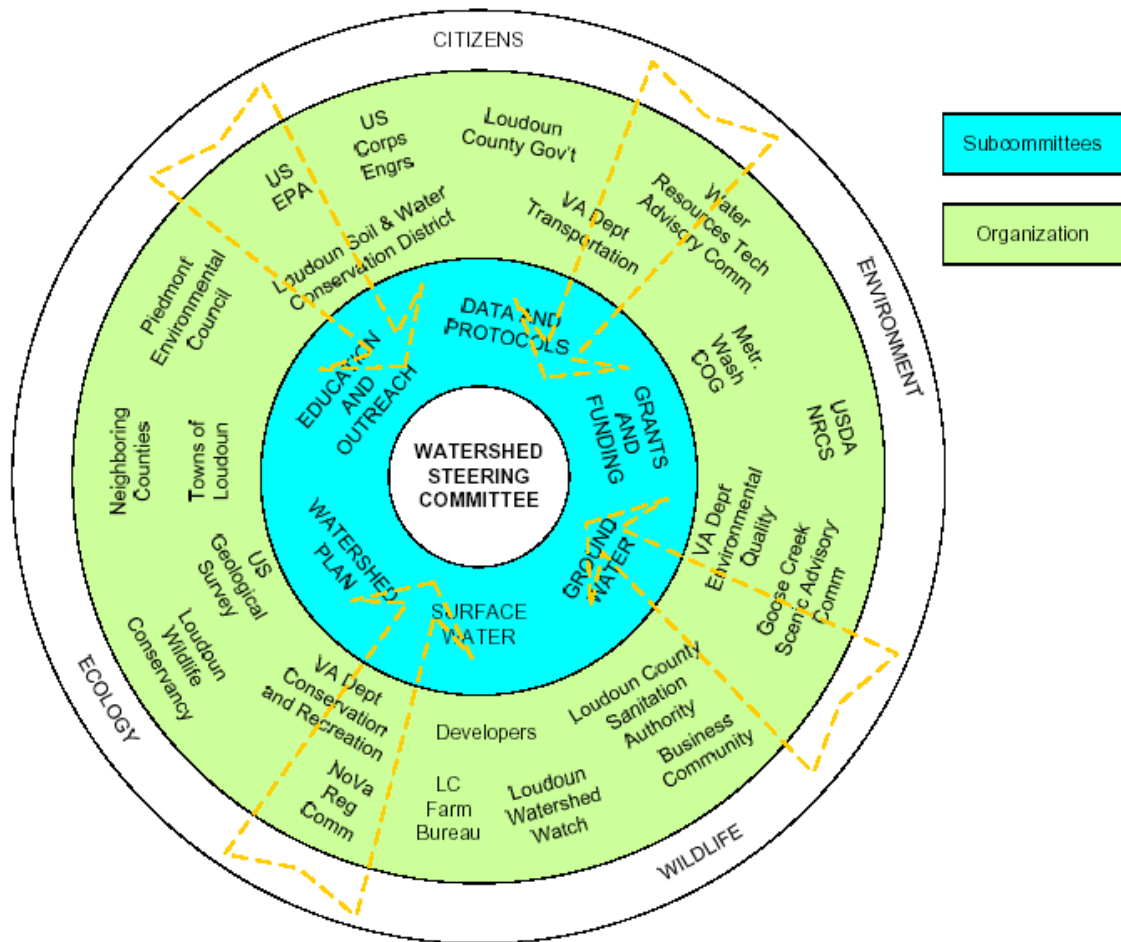 CITIZENS
US
Corps
Engrs
Loudoun
County Gov't
US
EPA
Water
Resources Tech
Advisory Comm
VA Dept
Transportation
Loudoun Soil & Water
Conservation District
Piedmont
Environmental
Council
ENVIRONMENT
Subcommittees
Organization
DATA AND
PROTOCOLS
EDUCATION
AND
OUTREACH
GRANTS
AND
FUNDING
Metr.
Wash
COG
USDA
NRCS
WATERSHED
STEERING
COMMITTEE
Neighboring
Counties
Towns of
Loudoun
WATERSHED
PLAN
GROUND
WATER
SURFACE
WATER
VA Dept
Environmental
Quality
Goose Creek
Scenic Advisory
Comm
US
Geological
Survey
Loudoun
Wildlife
Conservancy
ECOLOGY
VA Dept
Conservation
and Recreation
Developers
Loudoun County
Sanitation
Authority
Business
Community
NoVa
Reg
Comm
LC
Farm
Bureau
Loudoun
Watershed
Watch
WILDLIFE